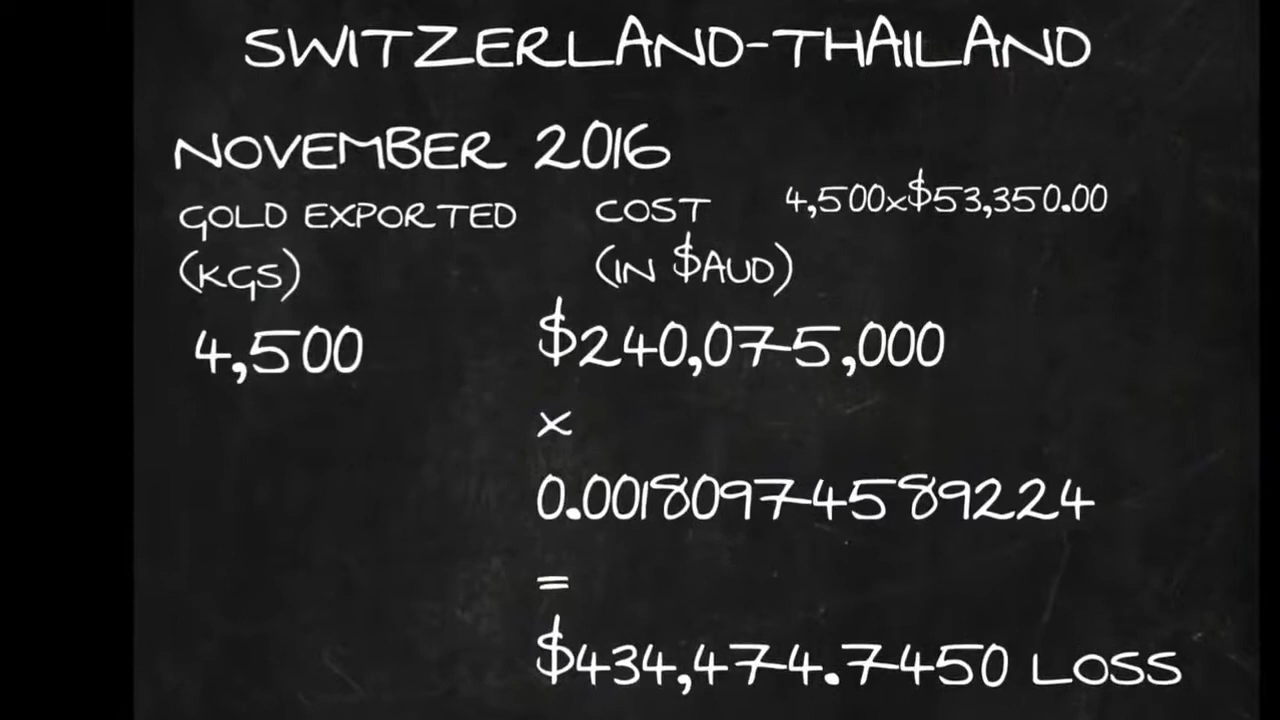 SWITZERLAND-THAILAND
NOVEMBER 2016
GOLD EXPORTED
(KGS)
4,500
COST
(IN $AUD)
4,500x$53,350.00
$240,075,000
x
0.00180974589224
=
$434,474.7450 LOSS